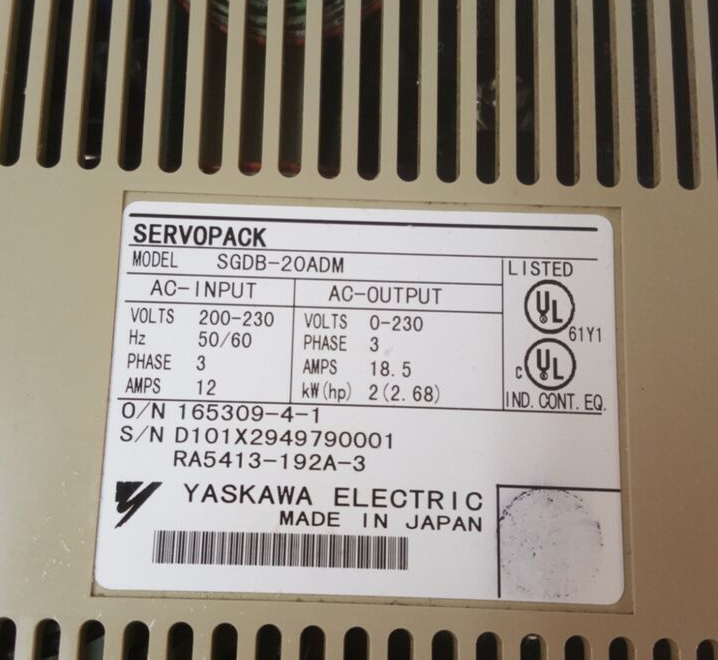 SERVOPACK
MODEL SGDB-20ADM
LISTED
AC-INPUT AC-OUTPUT
VOLTS 200-230 VOLTS 0-230
Hz 50/60 PHASE 3
PHASE 3 AMPS 18.5
AMPS 12 kW(hp) 2(2.68)
UL
61Y1
c UL
IND. CONT. EQ.
O/N 165309-4-1
S/N D101X2949790001
RA5413-192A-3
YASKAWA ELECTRIC
MADE IN JAPAN